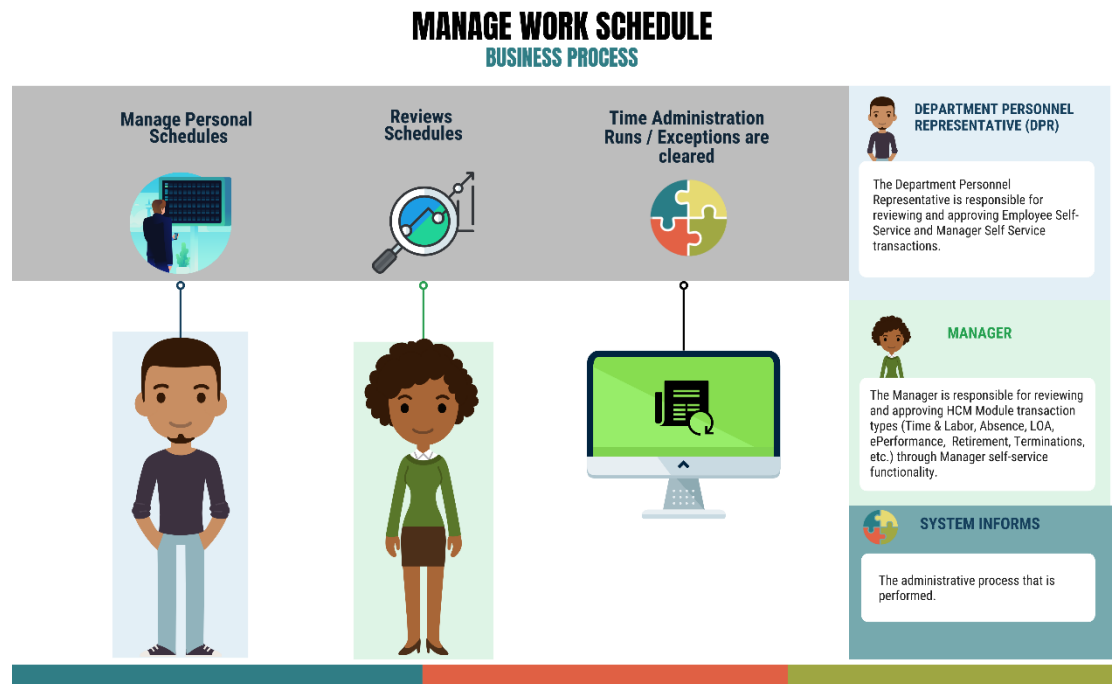 MANAGE WORK SCHEDULE
BUSINESS PROCESS
Manage Personal
Schedules
Reviews
Schedules
Time Administration
Runs / Exceptions are
cleared
DEPARTMENT PERSONNEL
REPRESENTATIVE (DPR)
The Department Personnel
Representative is responsible for
reviewing and approving Employee Self-
Service and Manager Self Service
transactions.
MANAGER
The Manager is responsible for reviewing
and approving HCM Module transaction
types (Time & Labor, Absence, LOA,
ePerformance, Retirement, Terminations,
etc.) through Manager self-service
functionality.
SYSTEM INFORMS
The administrative process that is
performed.